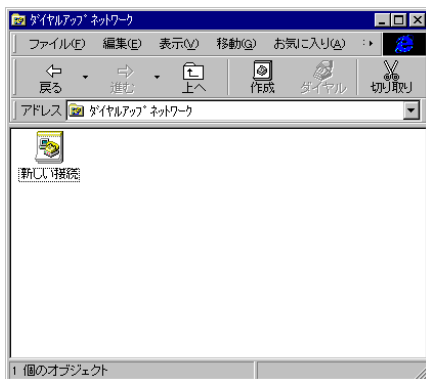 ﾀﾞｲﾔﾙｱｯﾌﾟ ﾈｯﾄﾜｰｸ
ファイル(F) 編集(E) 表示(V) 移動(G) お気に入り(A)
戻る 進む 上へ 作成 ダイヤル 切り取り
アドレス ﾀﾞｲﾔﾙｱｯﾌﾟ ﾈｯﾄﾜｰｸ
新しい接続
1 個のオブジェクト